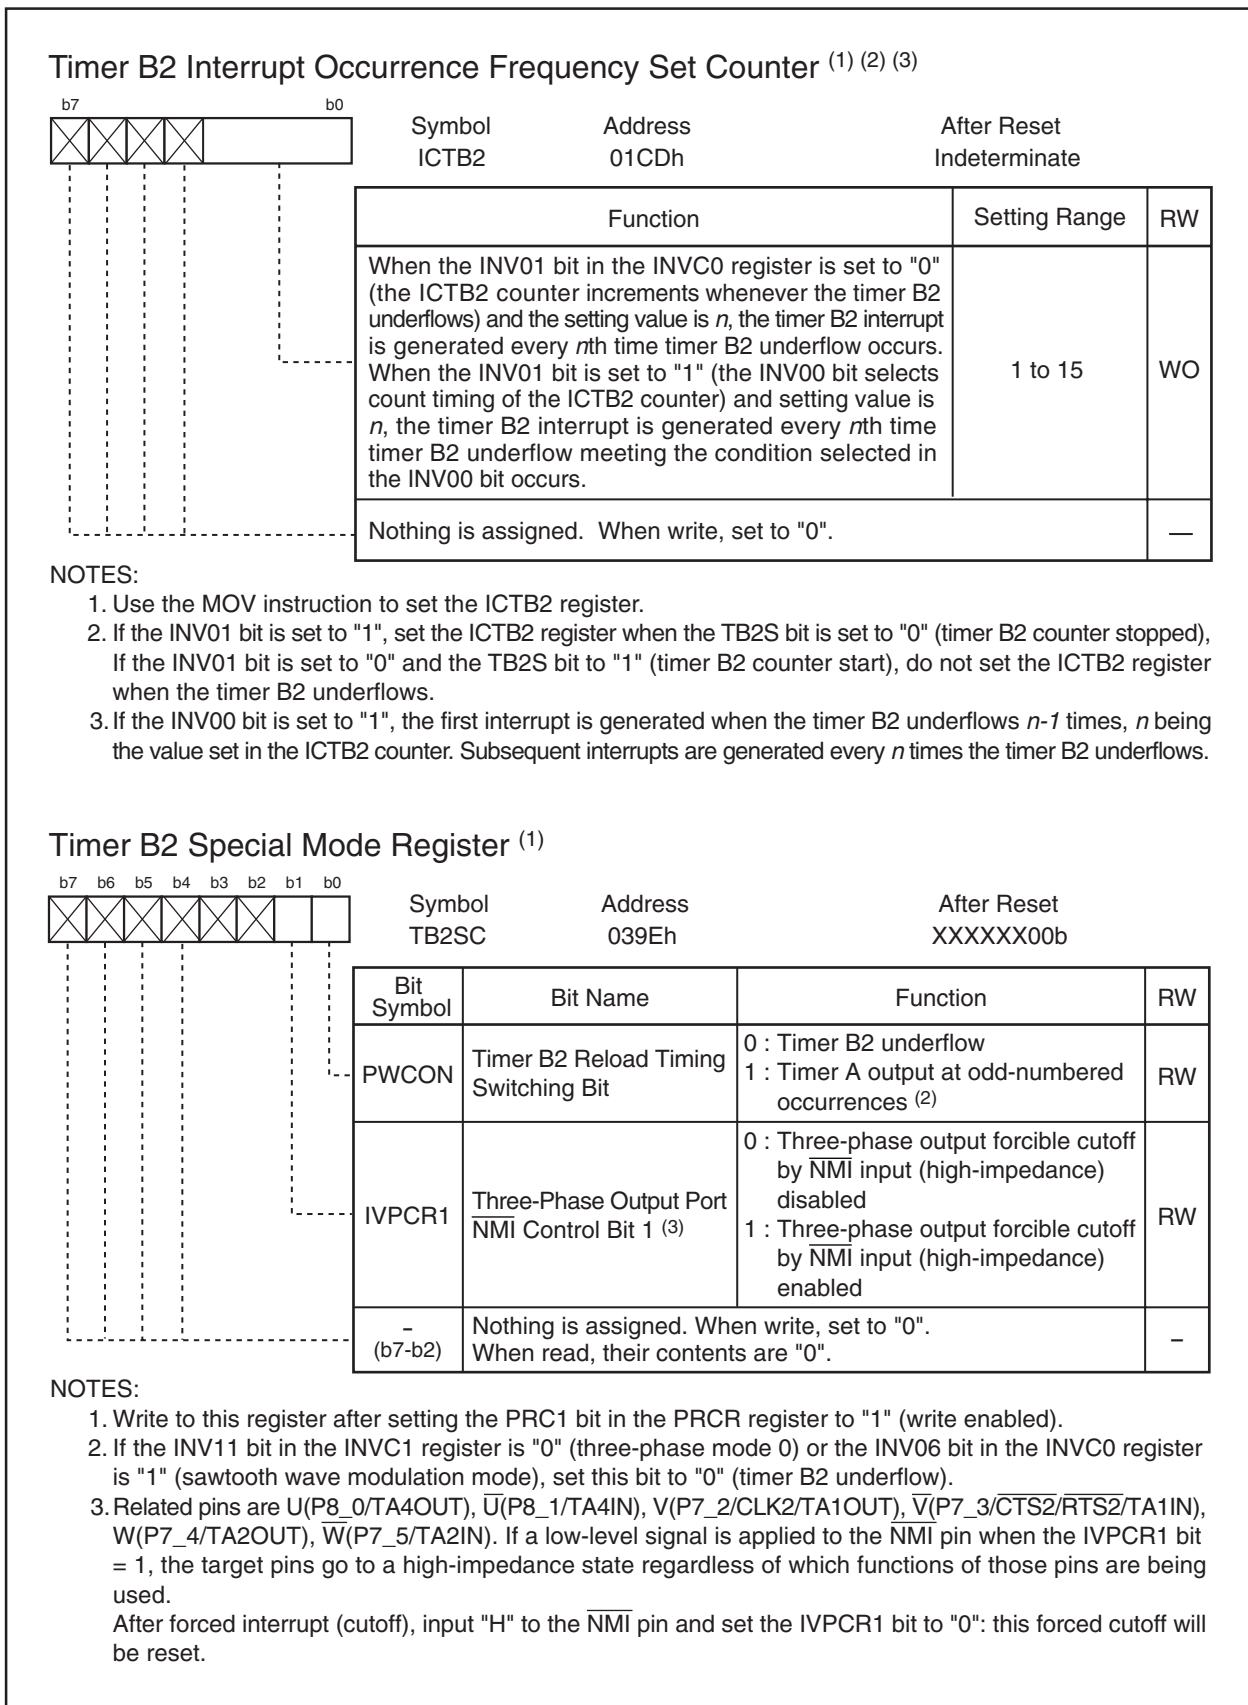 Timer B2 Interrupt Occurrence Frequency Set Counter (1) (2) (3)
b7 b0
Symbol Address After Reset
ICTB2 01CDh Indeterminate
Function Setting Range RW
When the INV01 bit in the INVC0 register is set to "0"
(the ICTB2 counter increments whenever the timer B2
underflows) and the setting value is n, the timer B2 interrupt
is generated every nth time timer B2 underflow occurs.
When the INV01 bit is set to "1" (the INV00 bit selects
count timing of the ICTB2 counter) and setting value is
n, the timer B2 interrupt is generated every nth time
timer B2 underflow meeting the condition selected in
the INV00 bit occurs.
1 to 15 WO
Nothing is assigned. When write, set to "0". —
NOTES:
1. Use the MOV instruction to set the ICTB2 register.
2. If the INV01 bit is set to "1", set the ICTB2 register when the TB2S bit is set to "0" (timer B2 counter stopped),
If the INV01 bit is set to "0" and the TB2S bit to "1" (timer B2 counter start), do not set the ICTB2 register
when the timer B2 underflows.
3. If the INV00 bit is set to "1", the first interrupt is generated when the timer B2 underflows n-1 times, n being
the value set in the ICTB2 counter. Subsequent interrupts are generated every n times the timer B2 underflows.
Timer B2 Special Mode Register (1)
b7 b6 b5 b4 b3 b2 b1 b0
Symbol Address After Reset
TB2SC 039Eh XXXXXX00b
Bit
Symbol
Bit Name Function RW
PWCON
Timer B2 Reload Timing
Switching Bit
0 : Timer B2 underflow
1 : Timer A output at odd-numbered
occurrences (2)
RW
IVPCR1
Three-Phase Output Port
N̅M̅I̅ Control Bit 1 (3)
0 : Three-phase output forcible cutoff
by N̅M̅I̅ input (high-impedance)
disabled
1 : Three-phase output forcible cutoff
by N̅M̅I̅ input (high-impedance)
enabled
RW
–
(b7-b2)
Nothing is assigned. When write, set to "0".
When read, their contents are "0".
–
NOTES:
1. Write to this register after setting the PRC1 bit in the PRCR register to "1" (write enabled).
2. If the INV11 bit in the INVC1 register is "0" (three-phase mode 0) or the INV06 bit in the INVC0 register
is "1" (sawtooth wave modulation mode), set this bit to "0" (timer B2 underflow).
3. Related pins are U(P8_0/TA4OUT), U̅(P8_1/TA4IN), V(P7_2/CLK2/TA1OUT), V̅(P7_3/C̅T̅S̅2̅/R̅T̅S̅2̅/TA1IN),
W(P7_4/TA2OUT), W̅(P7_5/TA2IN). If a low-level signal is applied to the N̅M̅I̅ pin when the IVPCR1 bit
= 1, the target pins go to a high-impedance state regardless of which functions of those pins are being
used.
After forced interrupt (cutoff), input "H" to the N̅M̅I̅ pin and set the IVPCR1 bit to "0": this forced cutoff will
be reset.